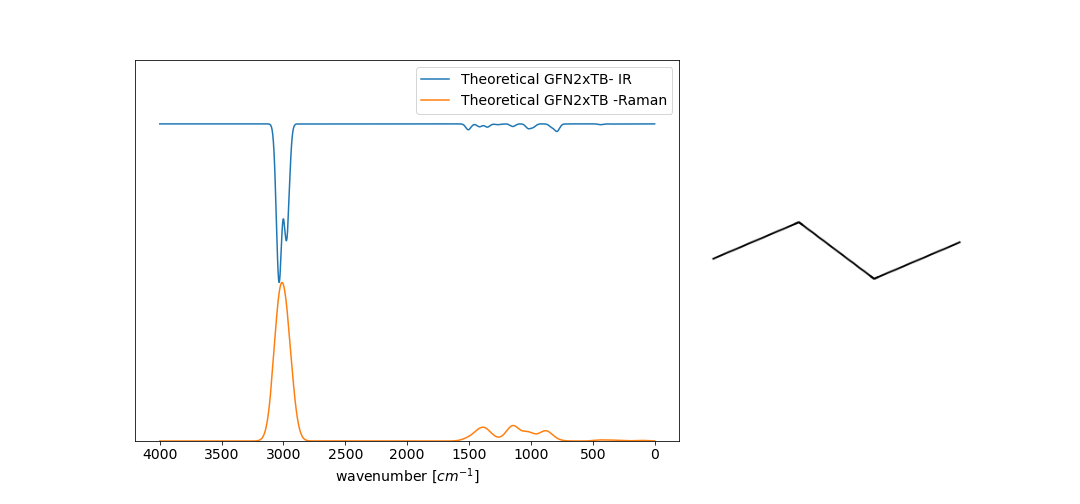 Theoretical GFN2xTB- IR
Theoretical GFN2xTB -Raman
4000 3500 3000 2500 2000 1500 1000 500 0
wavenumber [cm⁻¹]